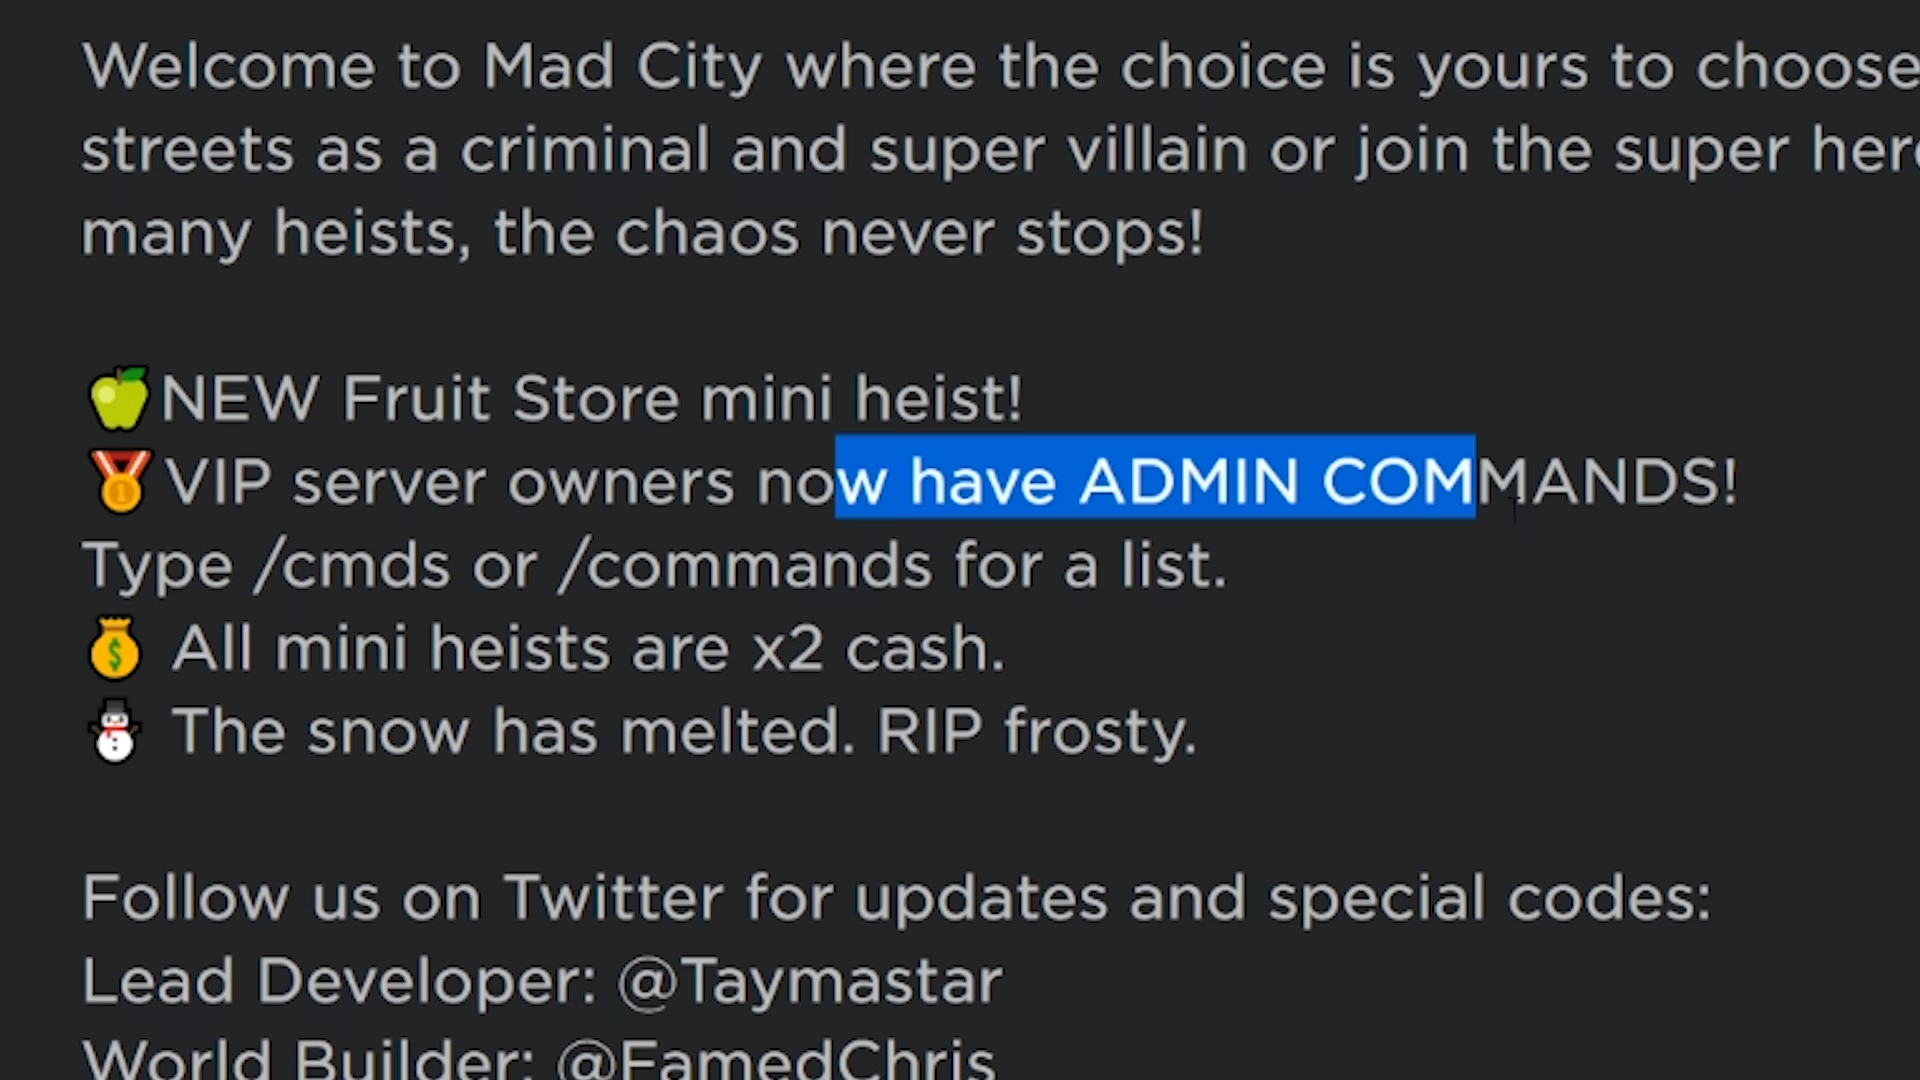 Welcome to Mad City where the choice is yours to choose
streets as a criminal and super villain or join the super
many heists, the chaos never stops!
🍏NEW Fruit Store mini heist!
🏅VIP server owners now have ADMIN COMMANDS!
Type /cmds or /commands for a list.
💰 All mini heists are x2 cash.
⛄ The snow has melted. RIP frosty.
Follow us on Twitter for updates and special codes:
Lead Developer: @Taymastar
World Builder: @FamedChris